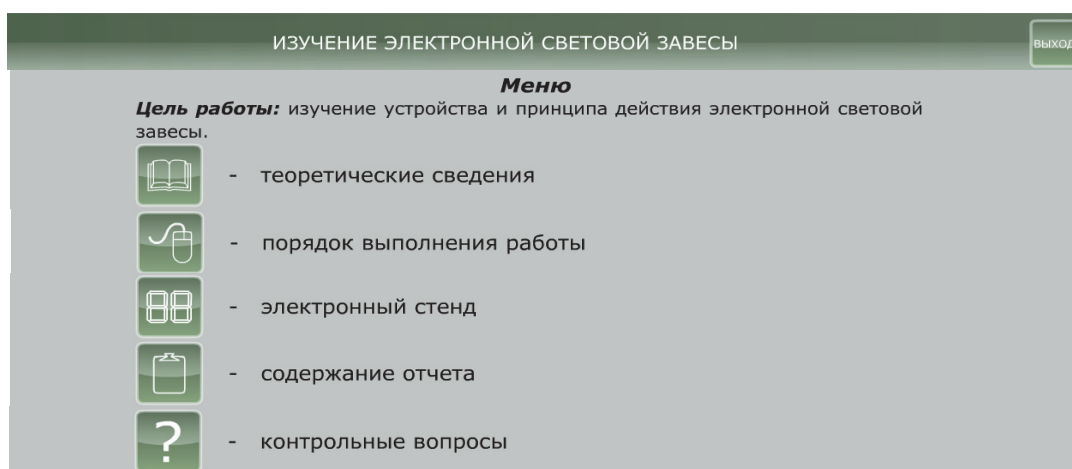 ИЗУЧЕНИЕ ЭЛЕКТРОННОЙ СВЕТОВОЙ ЗАВЕСЫ
ВЫХОД
Меню
Цель работы: изучение устройства и принципа действия электронной световой
завесы.
- теоретические сведения
- порядок выполнения работы
88 - электронный стенд
- содержание отчета
? - контрольные вопросы